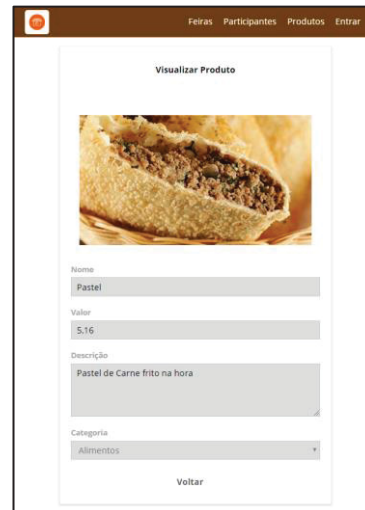 Feiras Participantes Produtos Entrar
Visualizar Produto
Nome
Pastel
Valor
5.16
Descrição
Pastel de Carne frito na hora
Categoria
Alimentos
Voltar